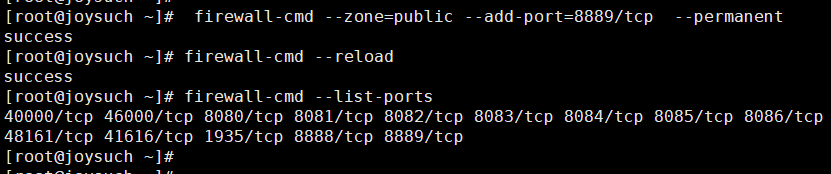 [root@joysuch ~]#  firewall-cmd --zone=public --add-port=8889/tcp  --permanent
success
[root@joysuch ~]# firewall-cmd --reload
success
[root@joysuch ~]# firewall-cmd --list-ports
40000/tcp 46000/tcp 8080/tcp 8081/tcp 8082/tcp 8083/tcp 8084/tcp 8085/tcp 8086/tcp
48161/tcp 41616/tcp 1935/tcp 8888/tcp 8889/tcp
[root@joysuch ~]#
[root@joysuch ~]#